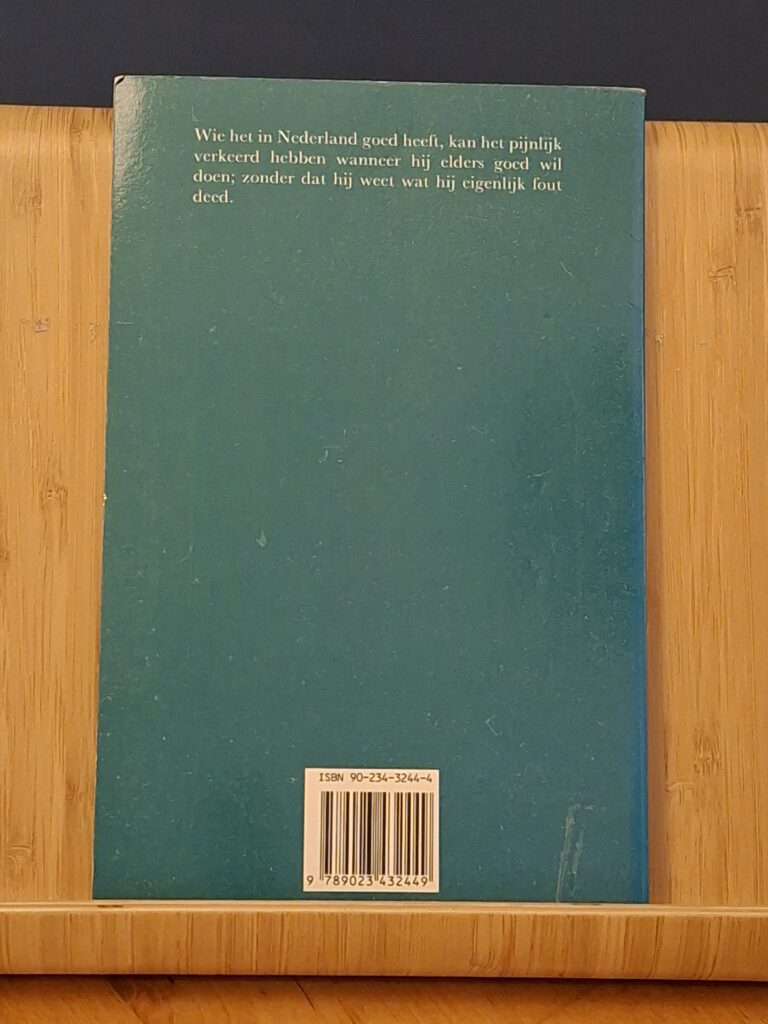 Wie het in Nederland goed heeft, kan het pijnlijk
verkeerd hebben wanneer hij elders goed wil
doen; zonder dat hij weet wat hij eigenlijk fout
deed.
ISBN 90-234-3244-4
9 789023 432449